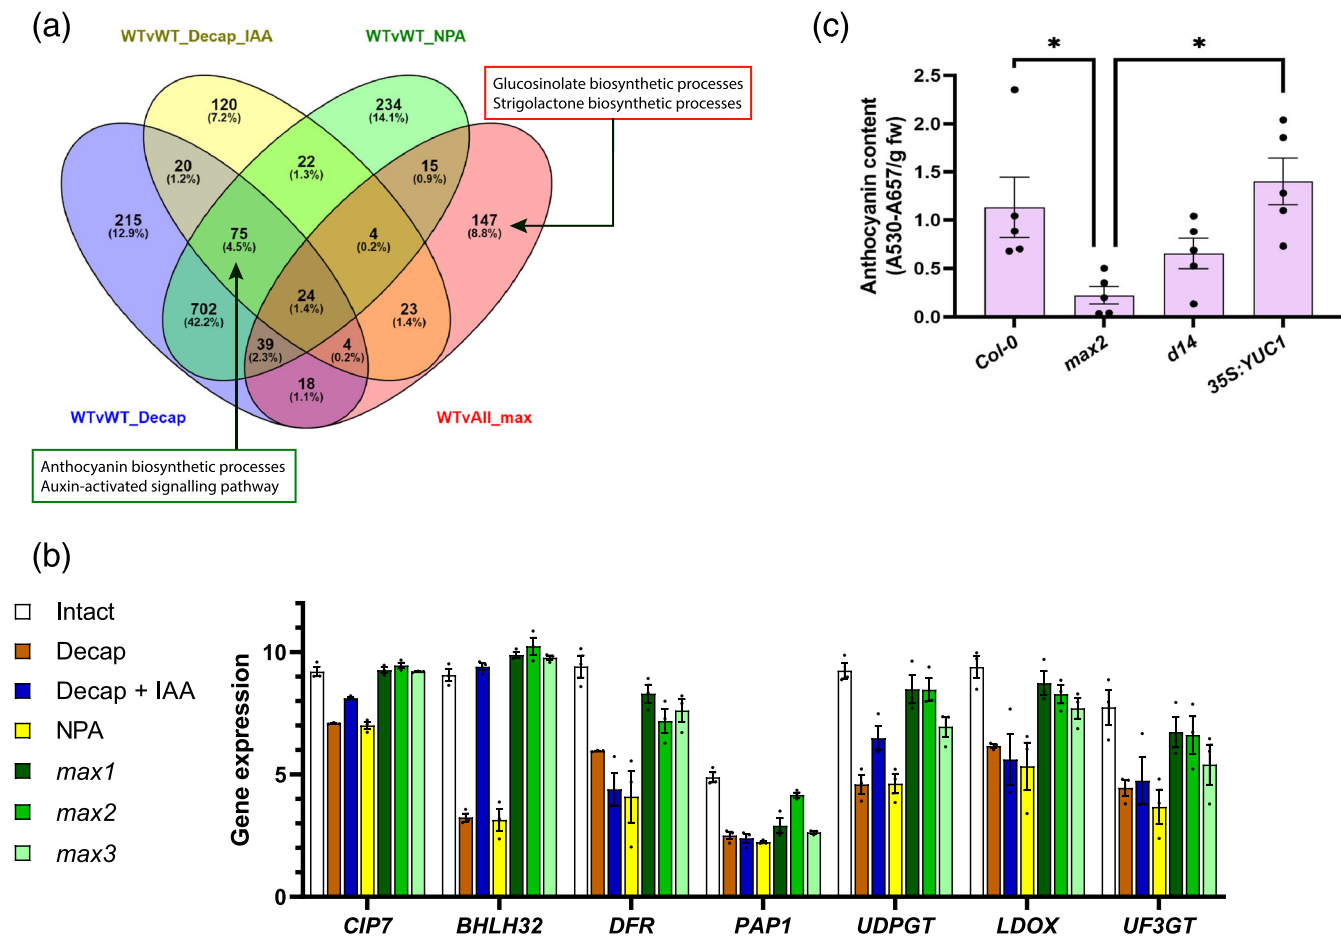 (a)
WTvWT_Decap_IAA
WTvWT_NPA
Glucosinolate biosynthetic processes
Strigolactone biosynthetic processes
120
(7.2%)
234
(14.1%)
20
(1.2%)
22
(1.3%)
15
(0.9%)
215
(12.9%)
75
(4.5%)
4
(0.2%)
147
(8.8%)
702
(42.2%)
24
(1.4%)
23
(1.4%)
39
(2.3%)
4
(0.2%)
18
(1.1%)
WTvWT_Decap
WTvAll_max
Anthocyanin biosynthetic processes
Auxin-activated signalling pathway
(c)
* *
Anthocyanin content
(A530-A657/g fw)
2.5
2.0
1.5
1.0
0.5
0.0
Col-0
max2
d14
35S:YUC1
(b)
Intact
Decap
Decap + IAA
NPA
max1
max2
max3
Gene expression
10
5
0
CIP7
BHLH32
DFR
PAP1
UDPGT
LDOX
UF3GT